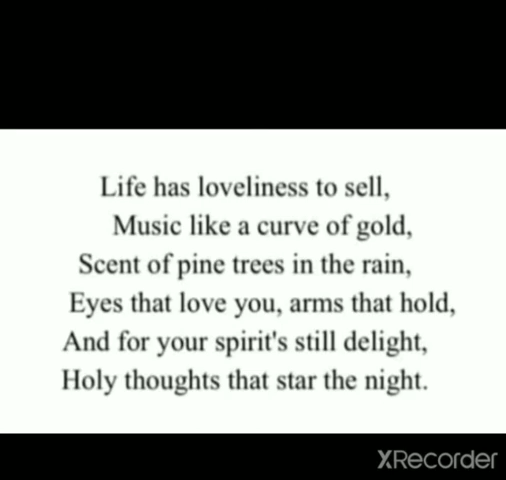 Life has loveliness to sell,
Music like a curve of gold,
Scent of pine trees in the rain,
Eyes that love you, arms that hold,
And for your spirit's still delight,
Holy thoughts that star the night.
XRecorder